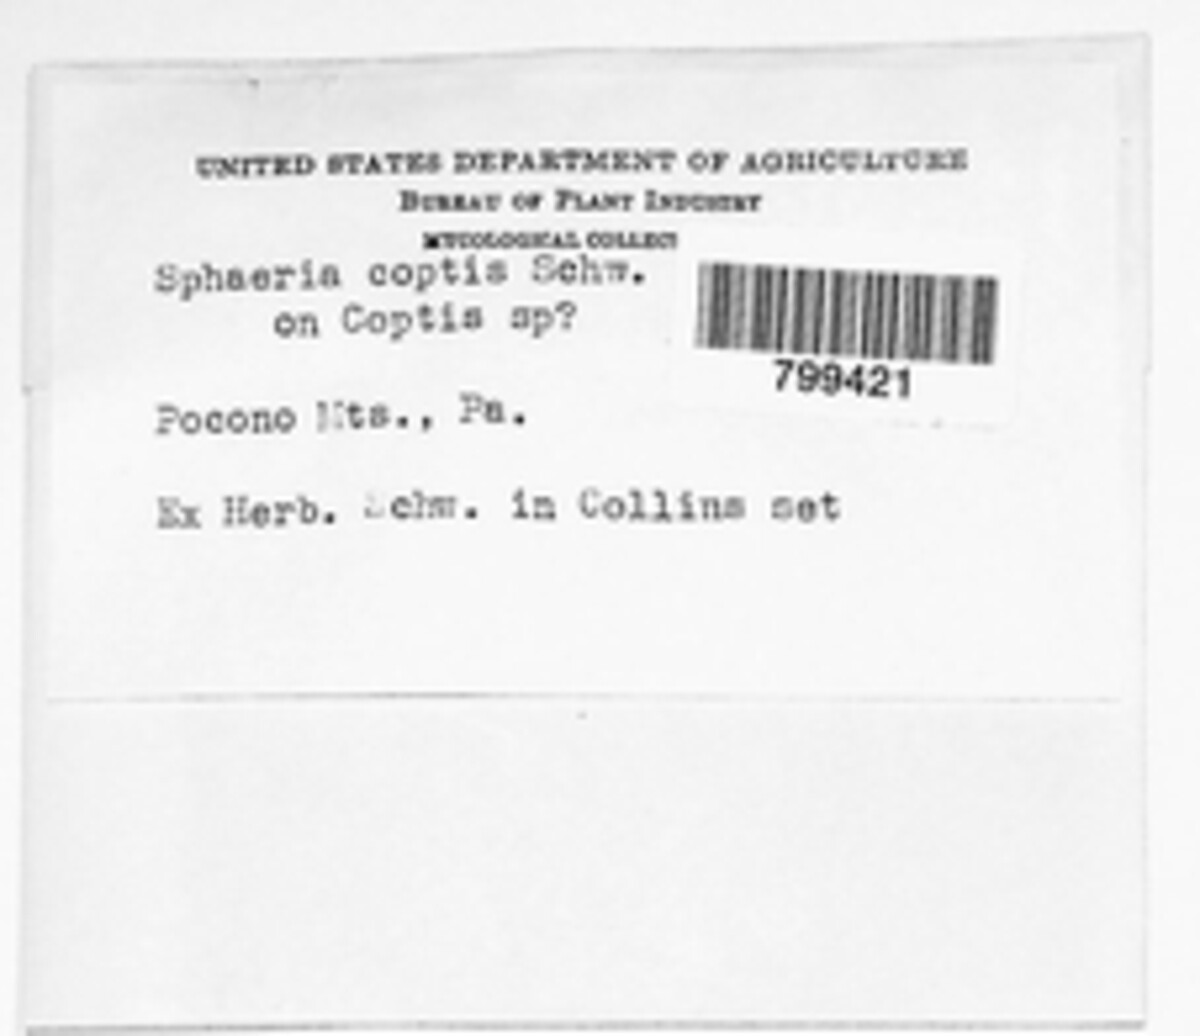 UNITED STATES DEPARTMENT OF AGRICULTURE
BUREAU OF PLANT INDUSTRY
MYCOLOGICAL COLLECT
Sphaeria coptis Schw.
on Coptis sp?
799421
Pocono Mts., Pa.
Ex Herb. Schw. in Collins set